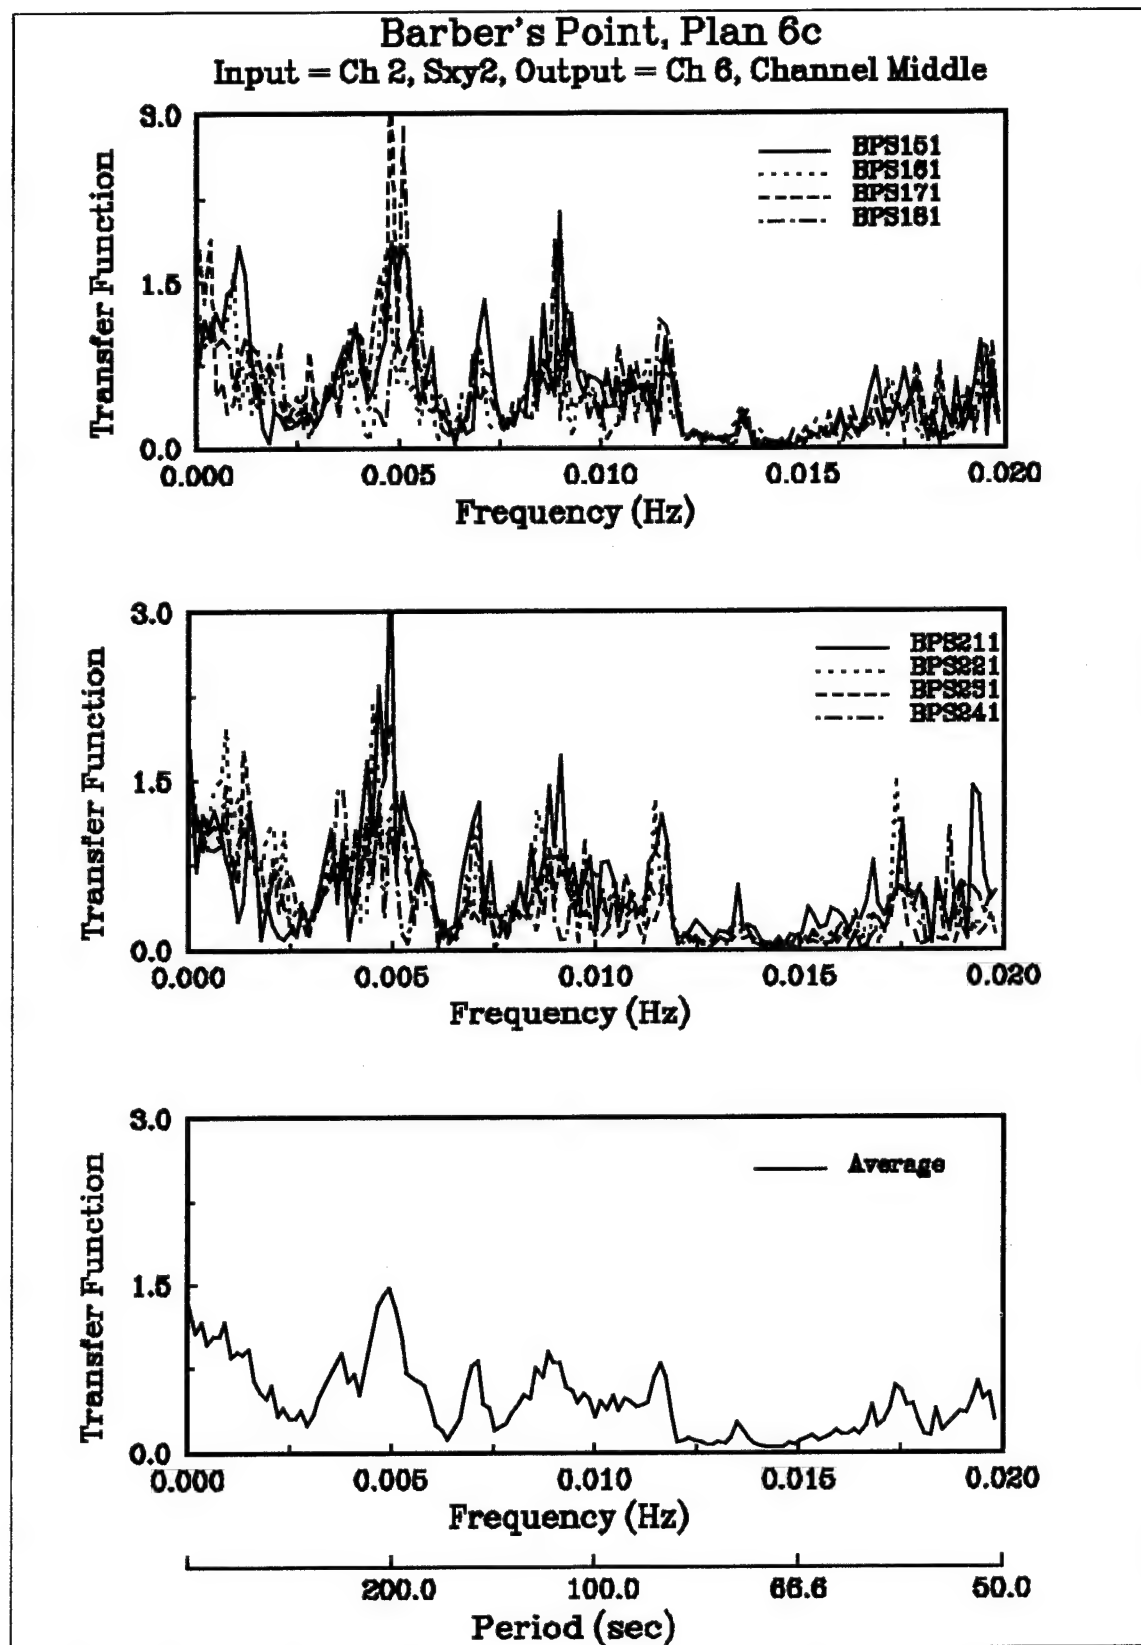 Barber's Point, Plan 6c
Input = Ch 2, Sxy2, Output = Ch 6, Channel Middle
3.0
1.5
0.0
Transfer Function
BPS151
BPS161
BPS171
BPS181
0.000 0.005 0.010 0.015 0.020
Frequency (Hz)
3.0
1.5
0.0
Transfer Function
BPS211
BPS221
BPS231
BPS241
0.000 0.005 0.010 0.015 0.020
Frequency (Hz)
3.0
1.5
0.0
Transfer Function
Average
0.000 0.005 0.010 0.015 0.020
Frequency (Hz)
200.0 100.0 66.6 50.0
Period (sec)